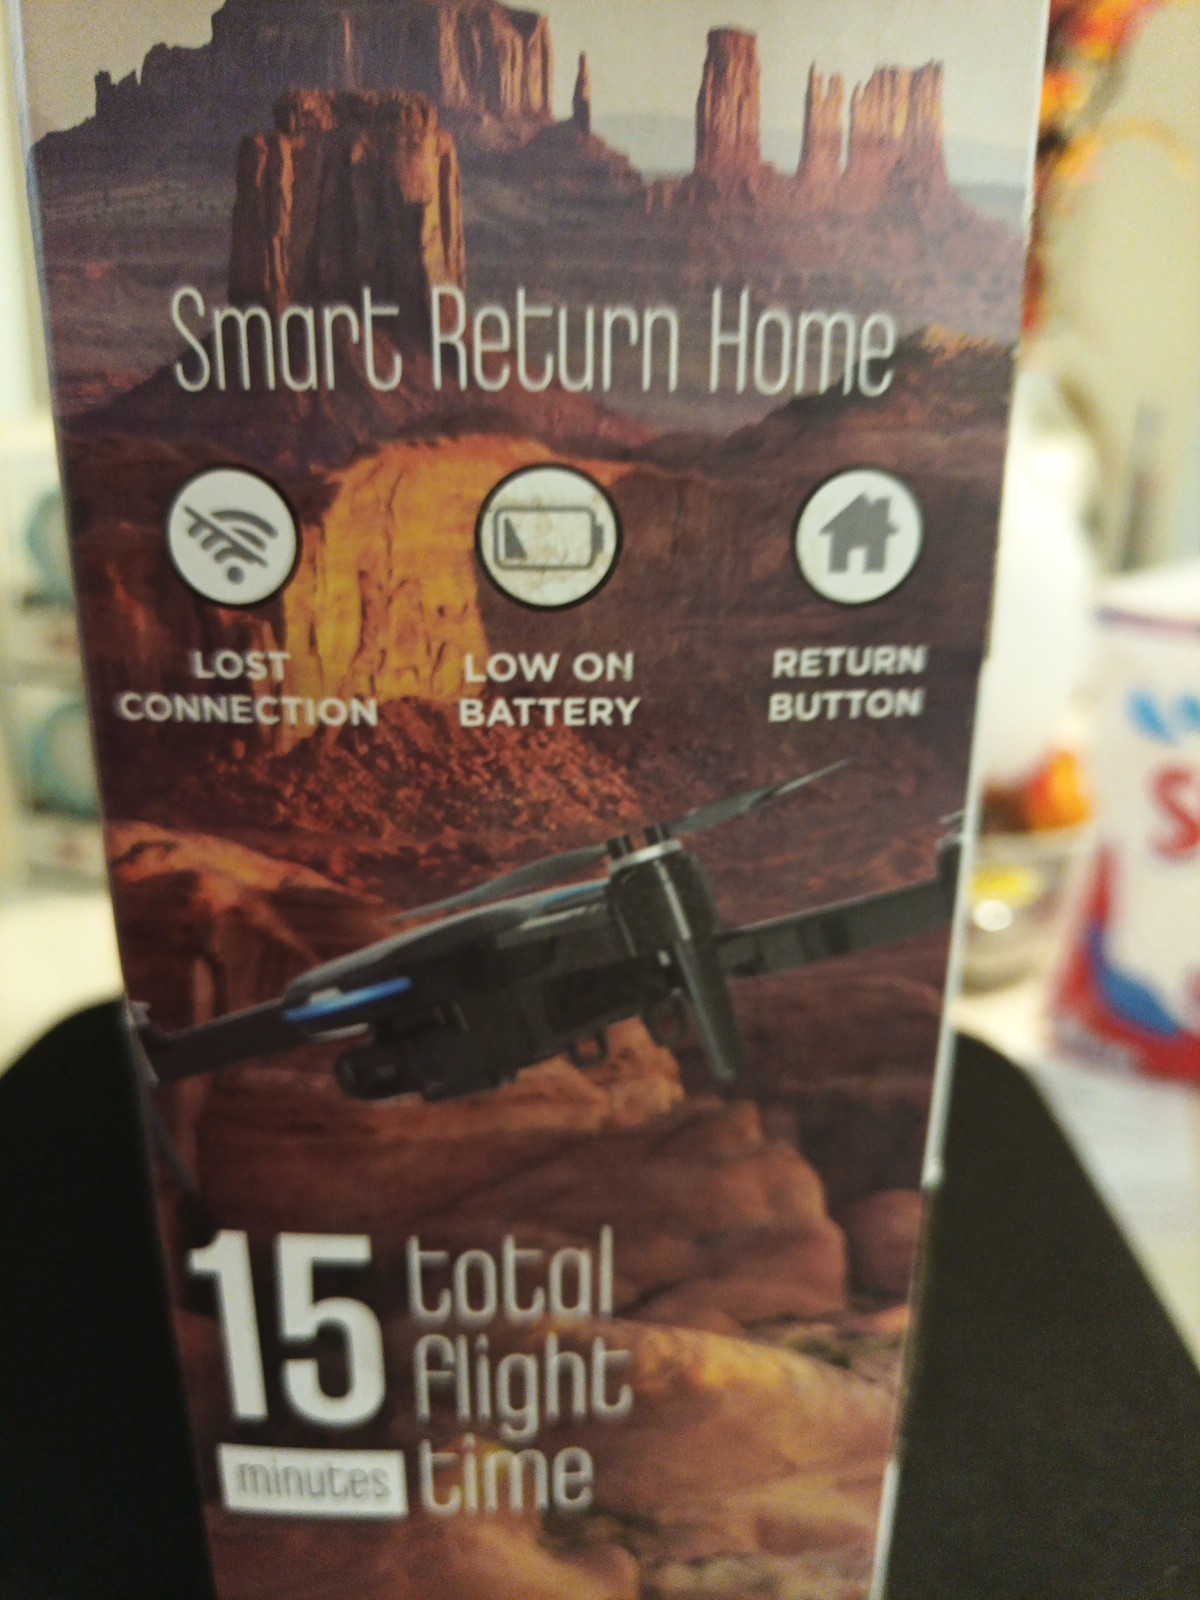 Smart Return Home
LOST
CONNECTION
LOW ON
BATTERY
RETURN
BUTTON
15
minutes
total
flight
time
S